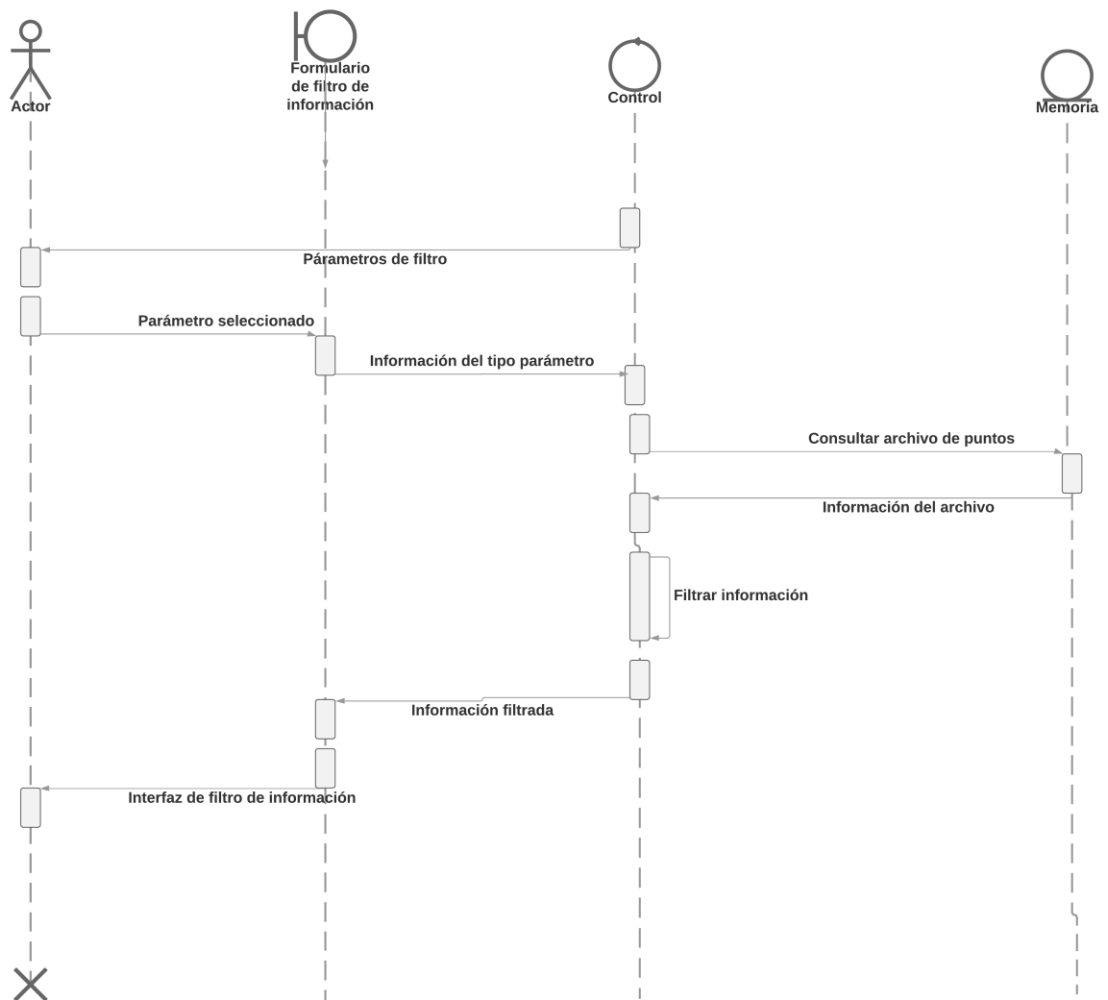 Formulario
de filtro de
información
Actor
Control
Memoria
Párametros de filtro
Parámetro seleccionado
Información del tipo parámetro
Consultar archivo de puntos
Información del archivo
Filtrar información
Información filtrada
Interfaz de filtro de información